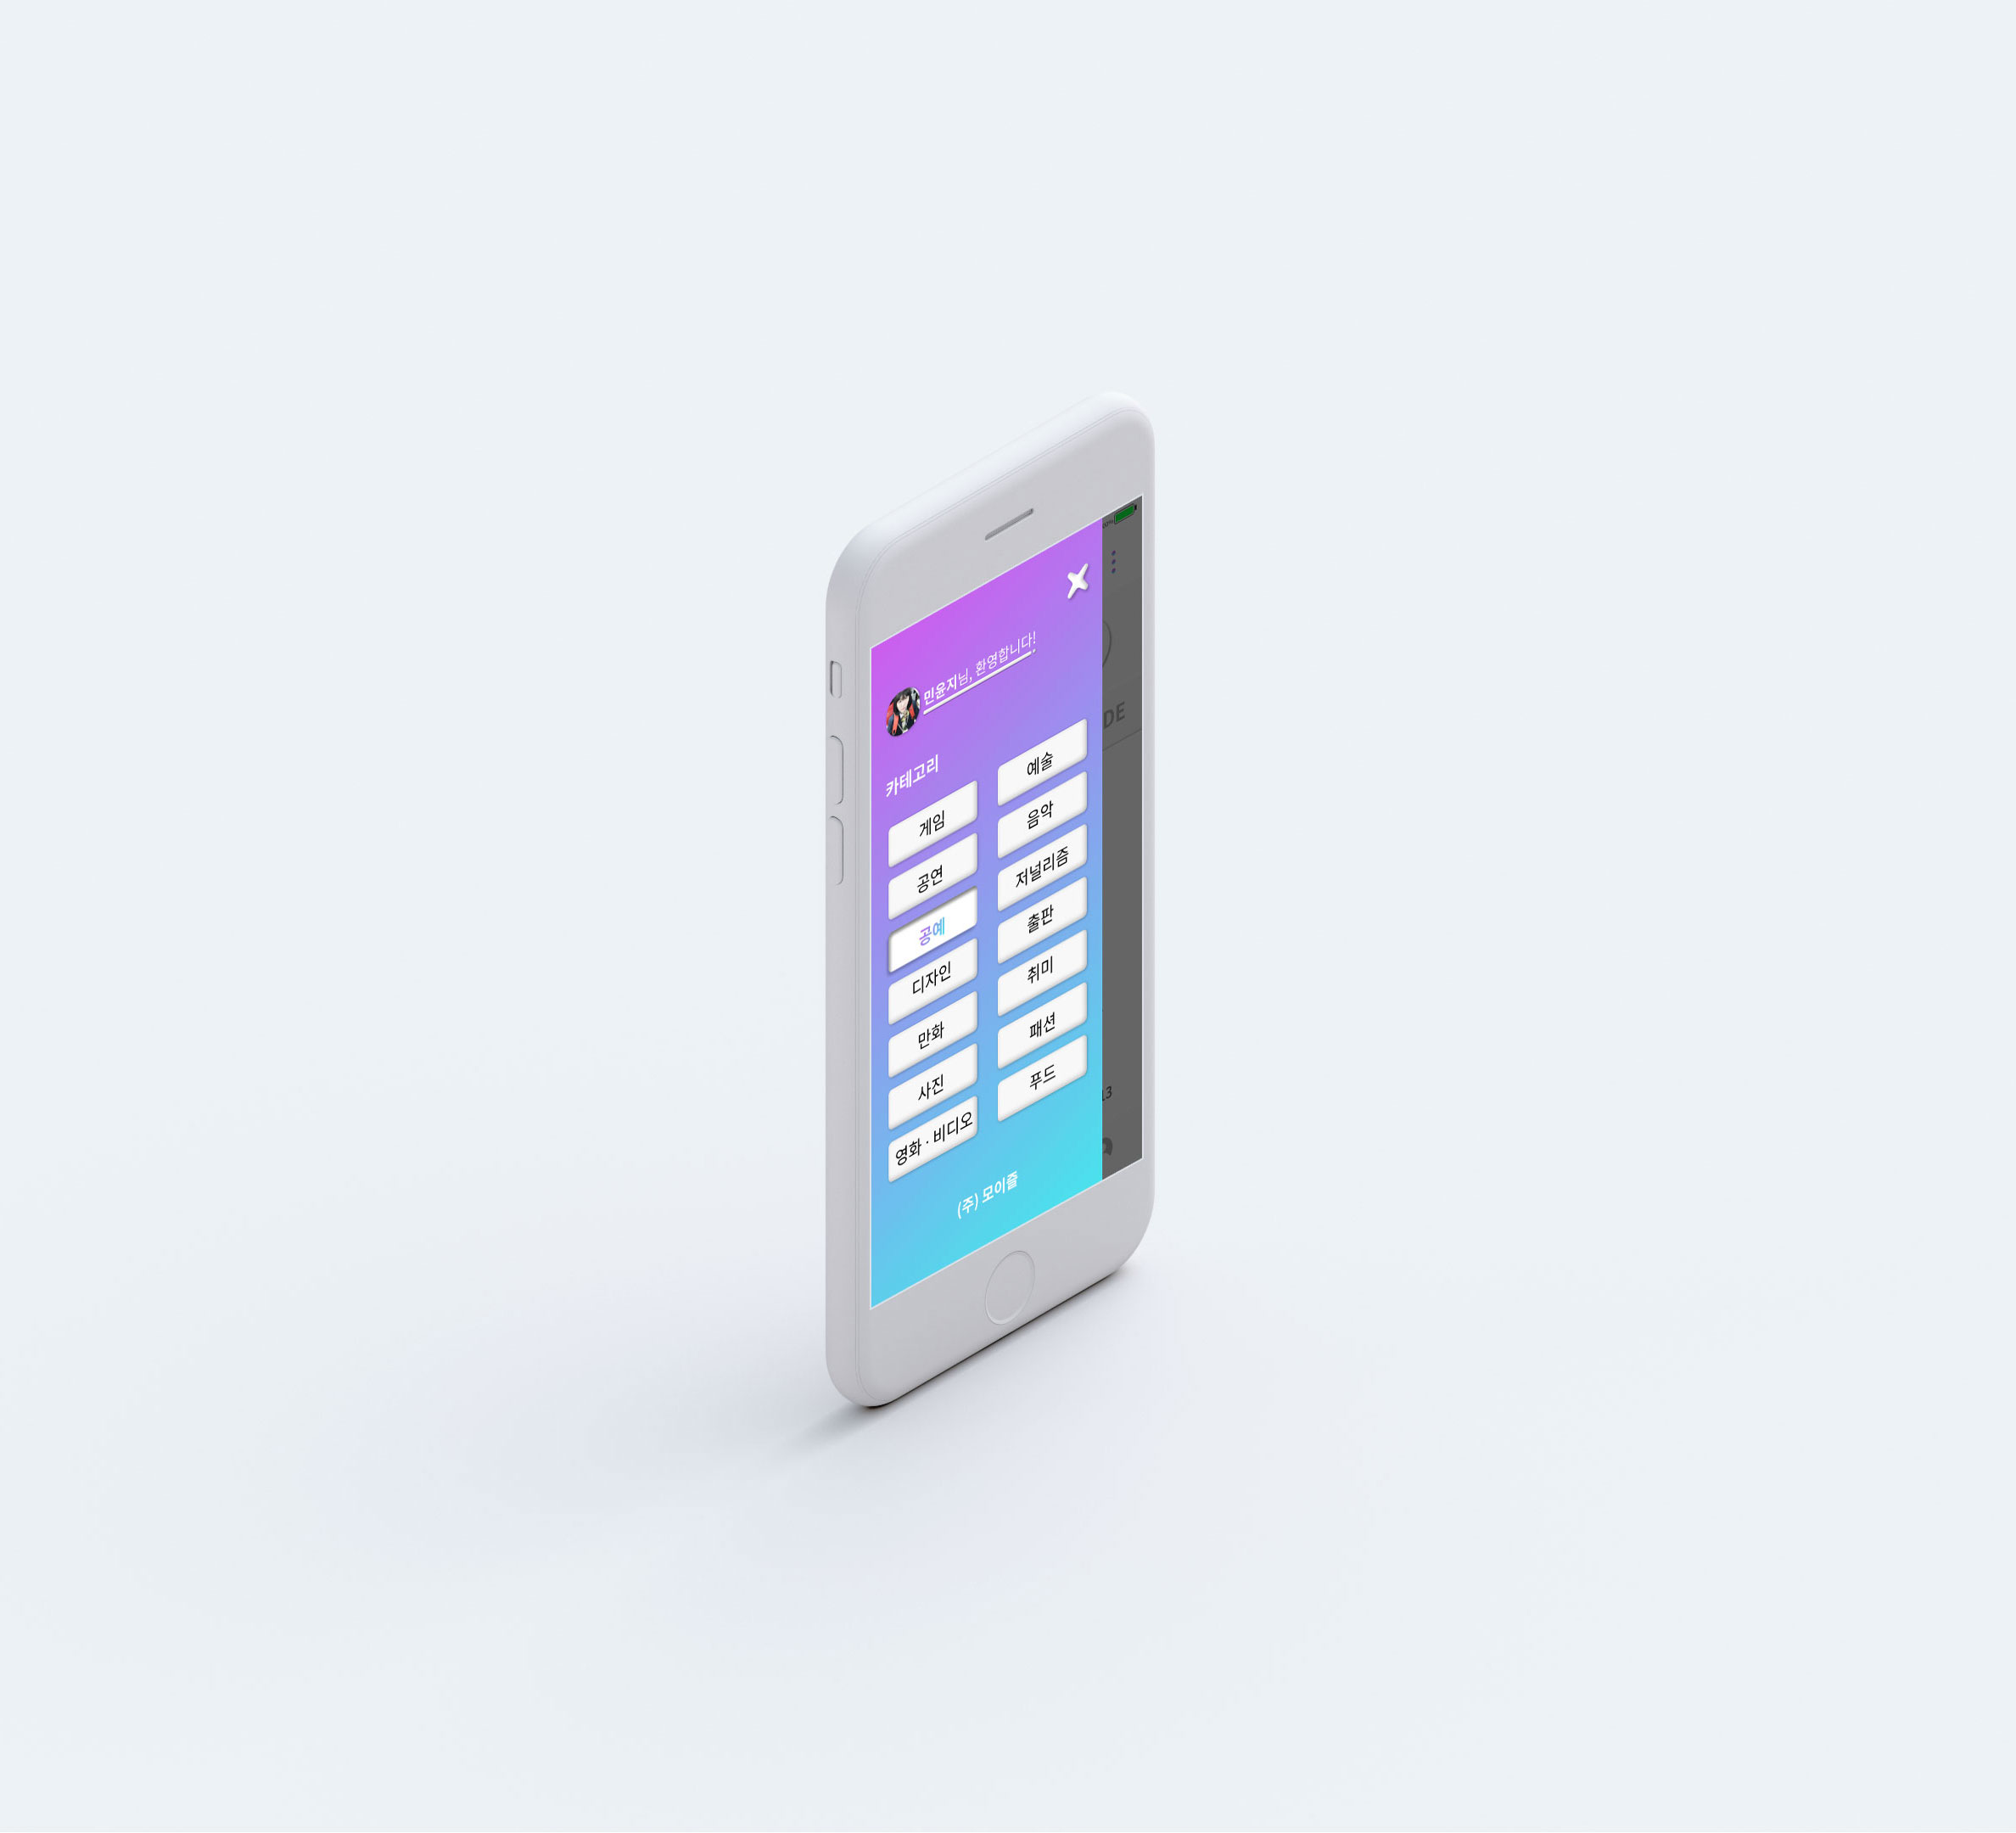 민윤지님, 환영합니다!
카테고리
게임
공연
공예
디자인
만화
사진
영화 · 비디오
예술
음악
저널리즘
출판
취미
패션
푸드
(주) 모이즐
DE
13